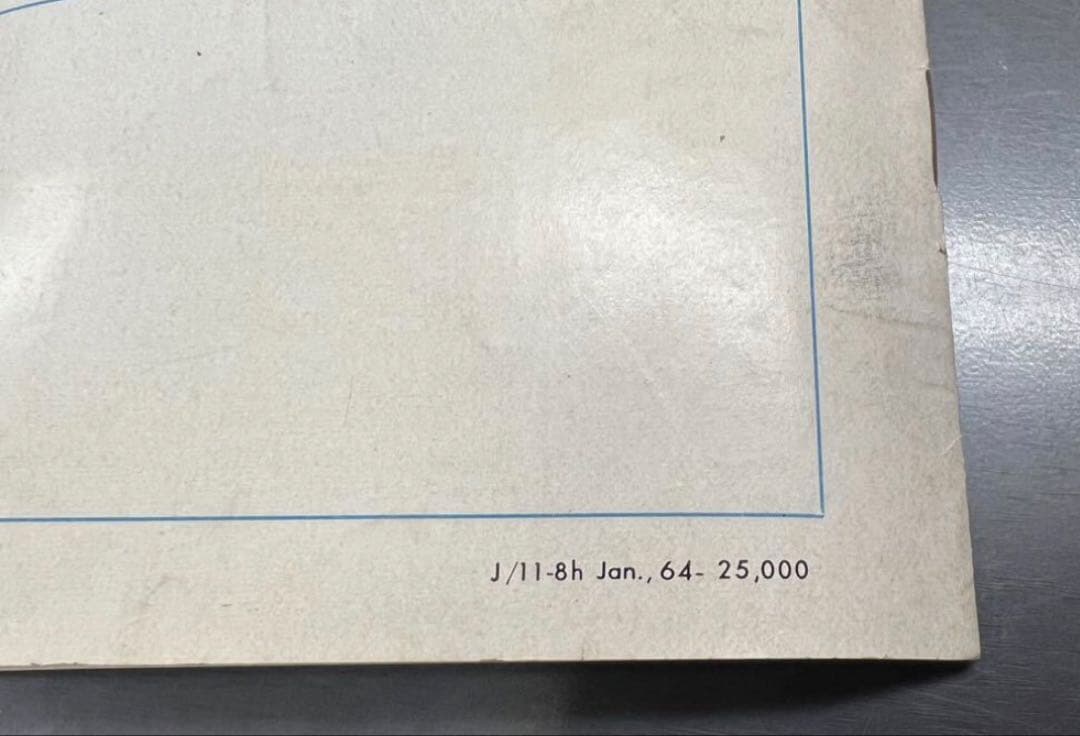 J/11-8h Jan., 64- 25,000